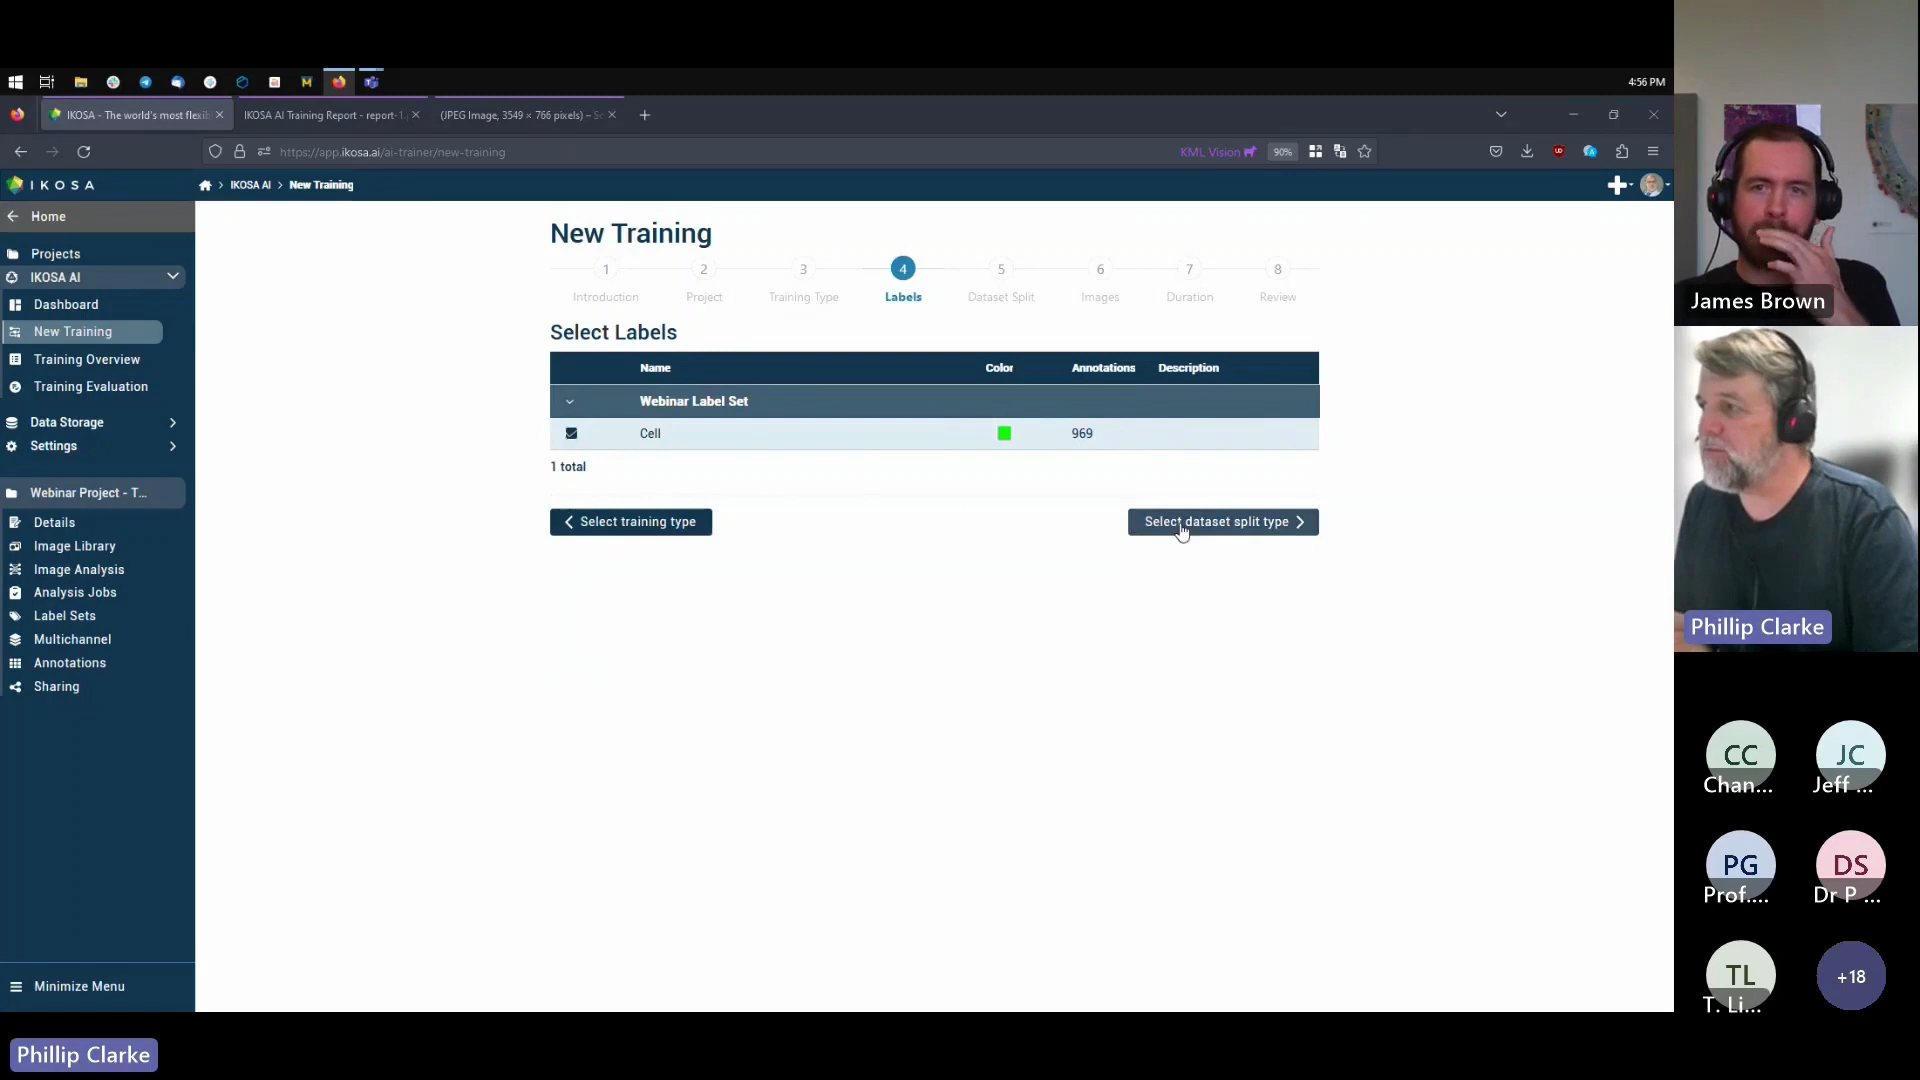 4:56 PM
IKOSA - The world's most flexib
IKOSA AI Training Report - report-1.
(JPEG Image, 3549 × 766 pixels) – Sc
https://app.ikosa.ai/ai-trainer/new-training
KML Vision
90%
IKOSA
IKOSA AI > New Training
Home
Projects
IKOSA AI
Dashboard
New Training
Training Overview
Training Evaluation
Data Storage
Settings
Webinar Project - T...
Details
Image Library
Image Analysis
Analysis Jobs
Label Sets
Multichannel
Annotations
Sharing
Minimize Menu
New Training
1 2 3 4 5 6 7 8
Introduction Project Training Type Labels Dataset Split Images Duration Review
Select Labels
Name Color Annotations Description
Webinar Label Set
Cell 969
1 total
Select training type
Select dataset split type
James Brown
Phillip Clarke
CC JC
Chan... Jeff ...
PG DS
Prof.... Dr P ...
TL +18
T. Li...
Phillip Clarke